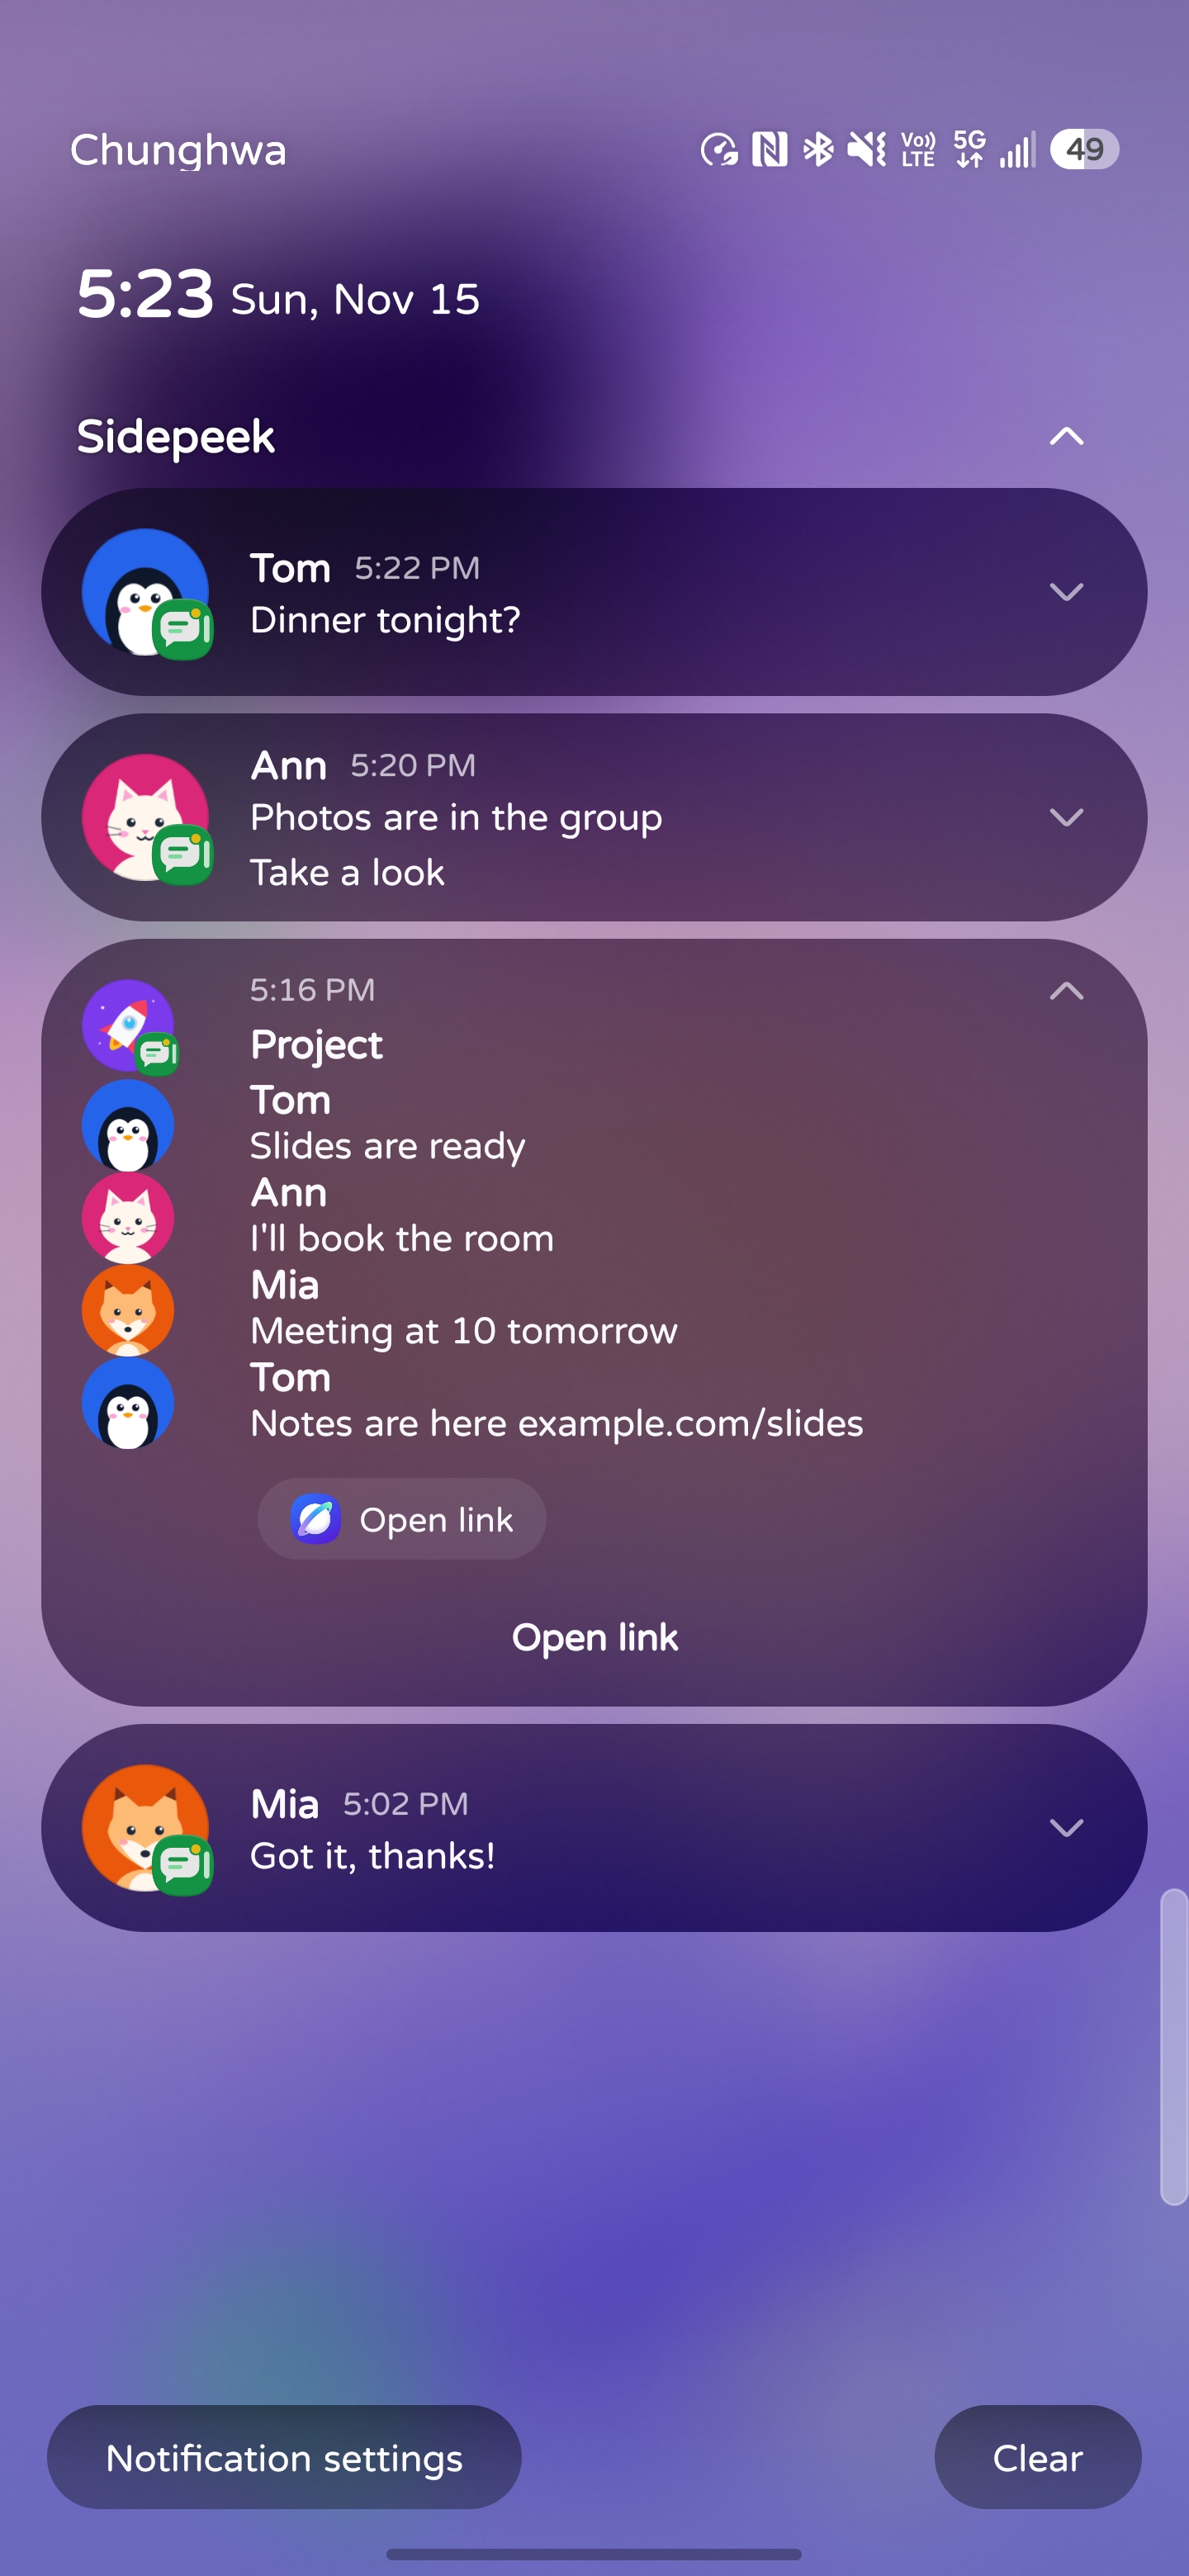 Chunghwa
Vo)) LTE 5G 49
5:23 Sun, Nov 15
Sidepeek
Tom 5:22 PM
Dinner tonight?
Ann 5:20 PM
Photos are in the group
Take a look
5:16 PM
Project
Tom
Slides are ready
Ann
I'll book the room
Mia
Meeting at 10 tomorrow
Tom
Notes are here example.com/slides
Open link
Open link
Mia 5:02 PM
Got it, thanks!
Notification settings
Clear